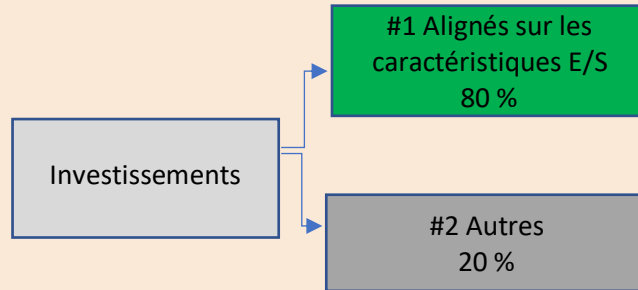 #1 Alignés sur les
caractéristiques E/S
80 %
Investissements
#2 Autres
20 %